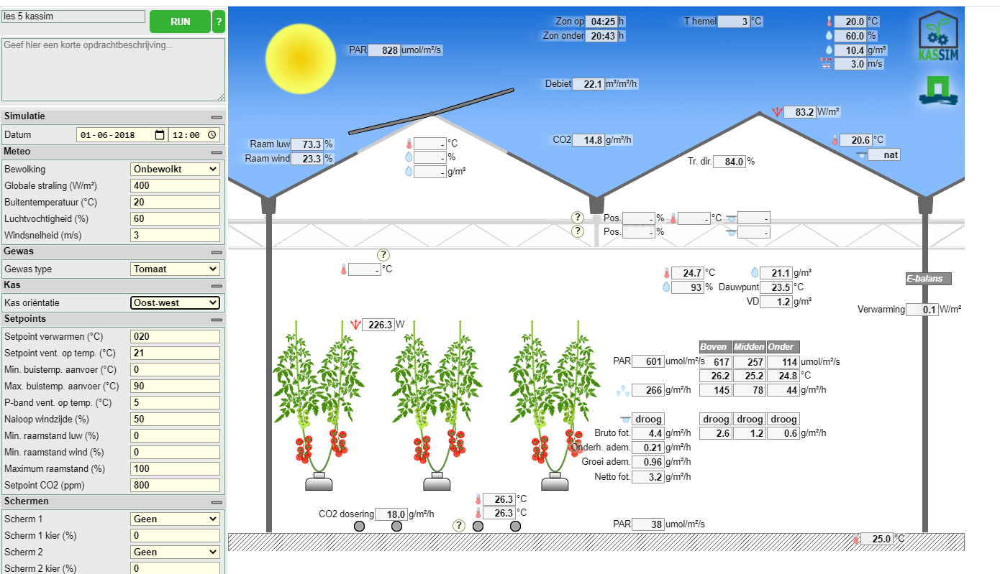 les 5 kassim
RUN
?
Geef hier een korte opdrachtbeschrijving...
Simulatie
Datum 01-06-2018 12:00
Meteo
Bewolking Onbewolkt
Globale straling (W/m²) 400
Buitentemperatuur (°C) 20
Luchtvochtigheid (%) 60
Windsnelheid (m/s) 3
Gewas
Gewas type Tomaat
Kas
Kas oriëntatie Oost-west
Setpoints
Setpoint verwarmen (°C) 020
Setpoint vent. op temp. (°C) 21
Min. buistemp. aanvoer (°C) 0
Max. buistemp. aanvoer (°C) 90
P-band vent. op temp. (°C) 5
Naloop windzijde (%) 50
Min. raamstand luw (%) 0
Min. raamstand wind (%) 0
Maximum raamstand (%) 100
Setpoint CO2 (ppm) 800
Schermen
Scherm 1 Geen
Scherm 1 kier (%) 0
Scherm 2 Geen
Scherm 2 kier (%) 0
Zon op 04:25 h
Zon onder 20:43 h
T hemel 3 °C
20.0 °C
60.0 %
10.4 g/m³
3.0 m/s
KASSIM
PAR 828 umol/m²/s
Debiet 22.1 m³/m²/h
83.2 W/m²
CO2 14.8 g/m²/h
Raam luw 73.3 %
Raam wind 23.3 %
- °C
- %
- g/m³
20.6 °C
nat
Tr. dir. 84.0 %
? Pos. - % - °C -
? Pos. - % -
?
- °C
24.7 °C 21.1 g/m³
93 % Dauwpunt 23.5 °C
VD 1.2 g/m³
E-balans
Verwarming 0.1 W/m²
226.3 W
Boven Midden Onder
PAR 601 umol/m²/s 617 257 114 umol/m²/s
26.2 25.2 24.8 °C
266 g/m²/h 145 78 44 g/m²/h
droog droog droog droog
Bruto fot. 4.4 g/m²/h 2.6 1.2 0.6 g/m²/h
Onderh. adem. 0.21 g/m²/h
Groei adem. 0.96 g/m²/h
Netto fot. 3.2 g/m²/h
26.3 °C
CO2 dosering 18.0 g/m²/h 26.3 °C
?
PAR 38 umol/m²/s
25.0 °C